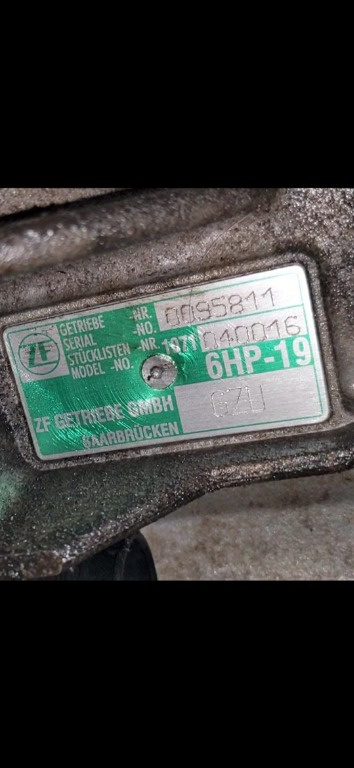 ZF
GETRIEBE -NR. 0095811
SERIAL -NO.
STÜCKLISTEN -NR. 1071 040016
MODEL -NO. 6HP-19
ZF GETRIEBE GMBH GZU
SAARBRÜCKEN